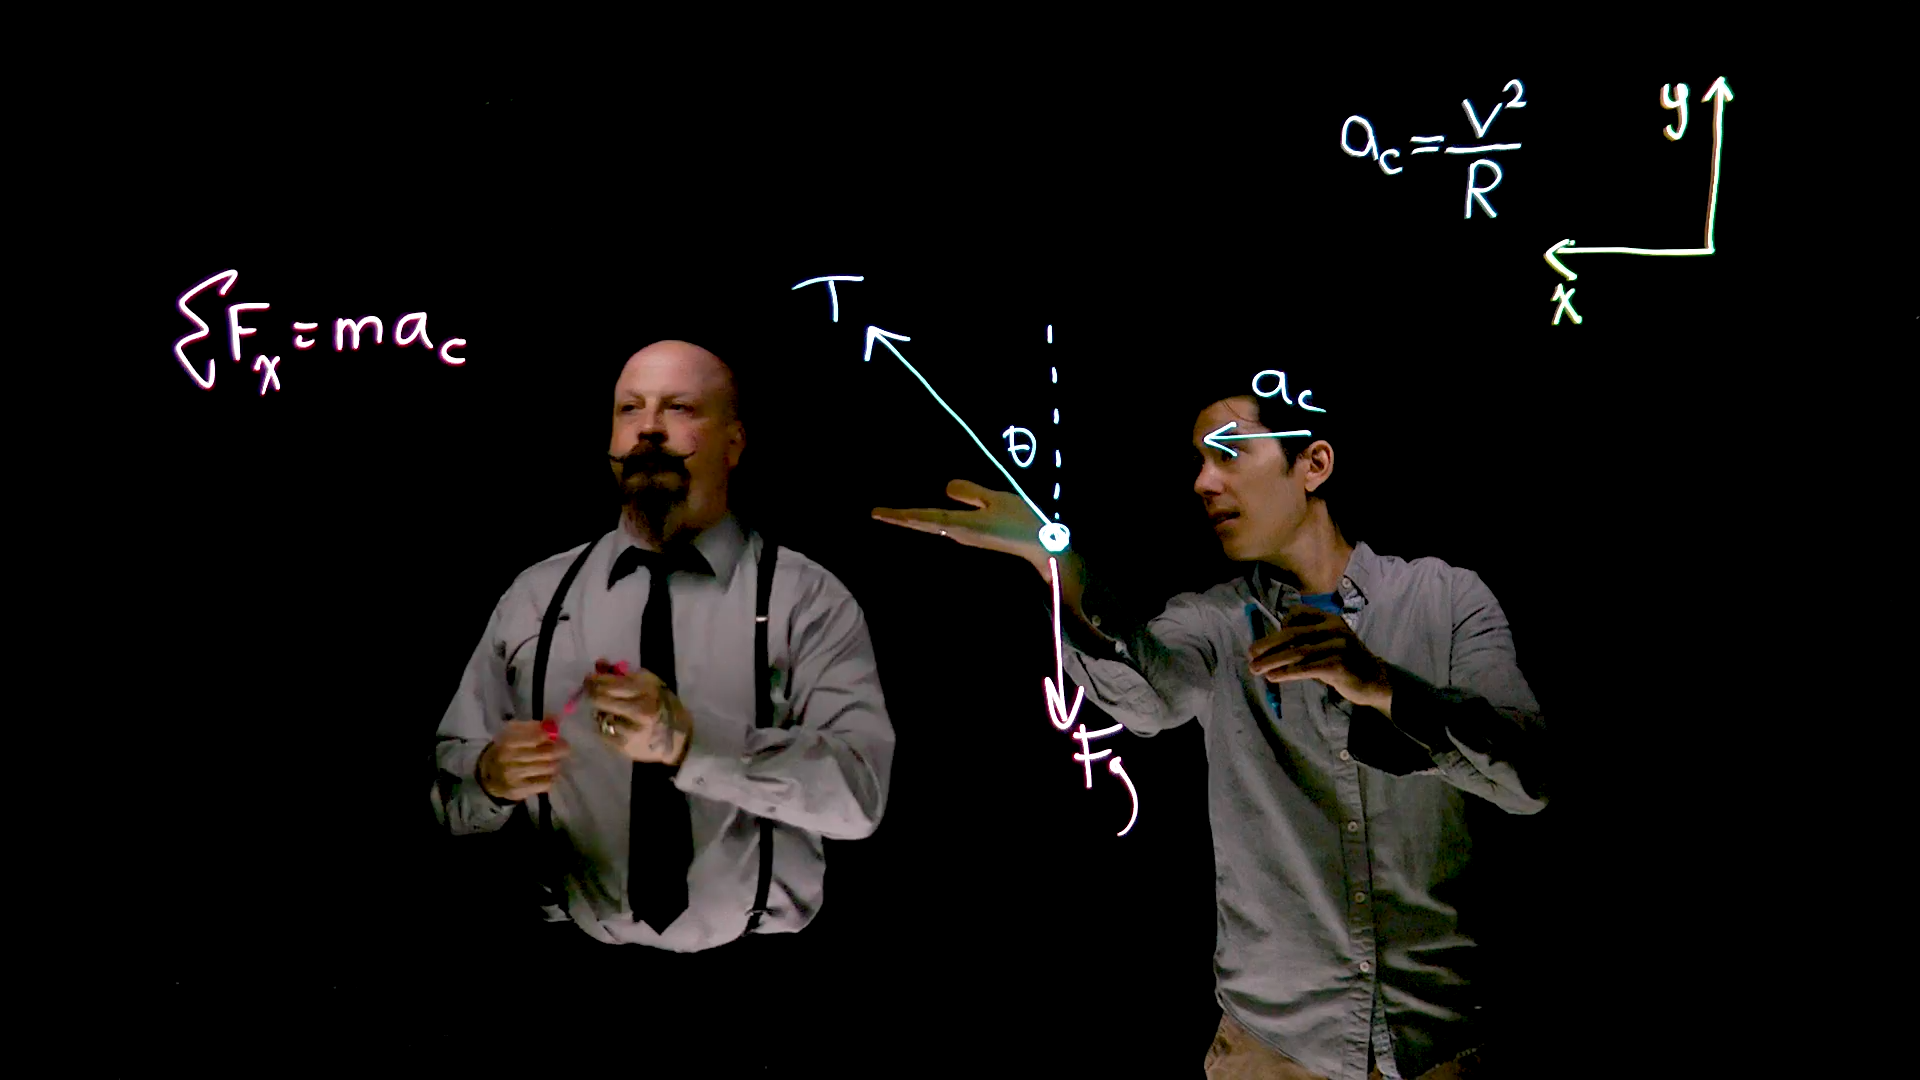 a_c = V²/R
y
x
ΣF_x = ma_c
T
θ
a_c
F_g